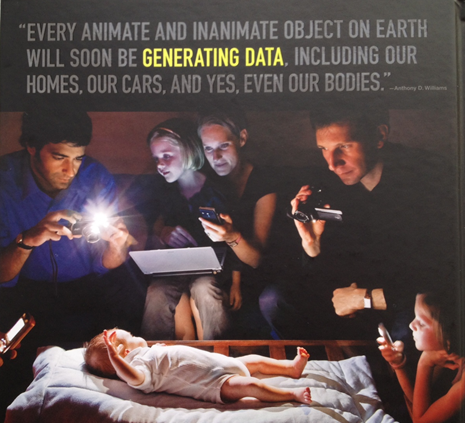 “EVERY ANIMATE AND INANIMATE OBJECT ON EARTH
WILL SOON BE GENERATING DATA, INCLUDING OUR
HOMES, OUR CARS, AND YES, EVEN OUR BODIES.” —Anthony D. Williams